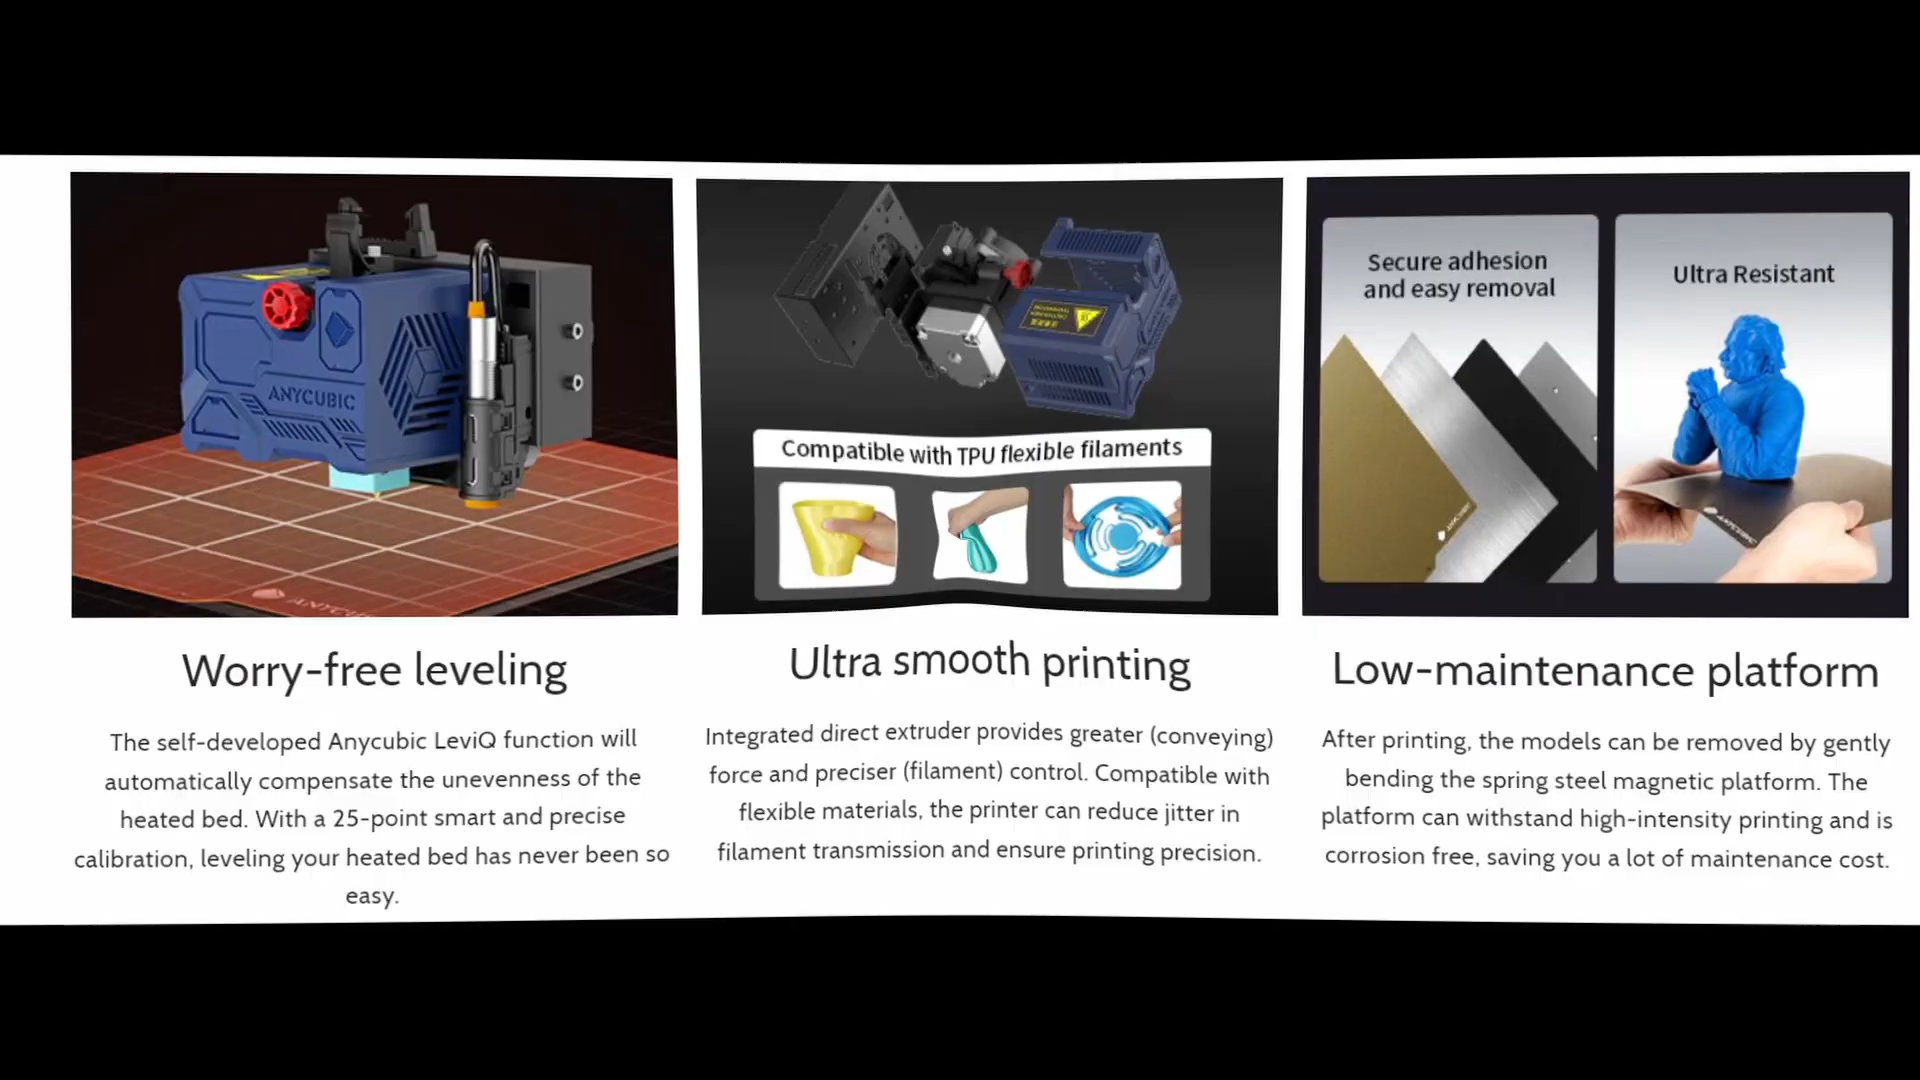 ANYCUBIC
ANYCUBIC
Worry-free leveling
The self-developed Anycubic LeviQ function will
automatically compensate the unevenness of the
heated bed. With a 25-point smart and precise
calibration, leveling your heated bed has never been so
easy.
Compatible with TPU flexible filaments
Ultra smooth printing
Integrated direct extruder provides greater (conveying)
force and preciser (filament) control. Compatible with
flexible materials, the printer can reduce jitter in
filament transmission and ensure printing precision.
Secure adhesion
and easy removal
ANYCUBIC
Ultra Resistant
ANYCUBIC
Low-maintenance platform
After printing, the models can be removed by gently
bending the spring steel magnetic platform. The
platform can withstand high-intensity printing and is
corrosion free, saving you a lot of maintenance cost.